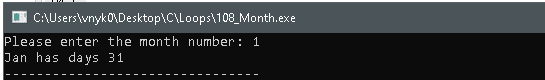 C:\Users\vnyk0\Desktop\C\Loops\108_Month.exe
Please enter the month number: 1
Jan has days 31
--------------------------------